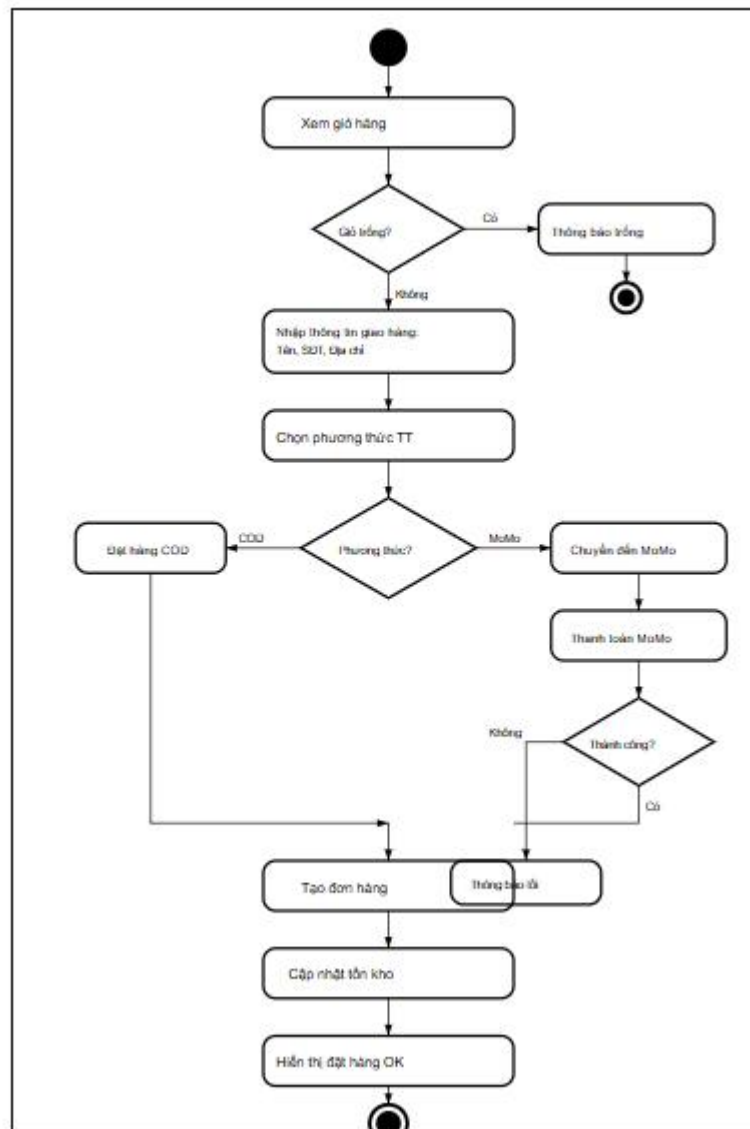 Xem giỏ hàng
Giỏ trống?
Có
Thông báo trống
Không
Nhập thông tin giao hàng:
Tên, SĐT, Địa chỉ
Chọn phương thức TT
Đặt hàng COD
COD
Phương thức?
MoMo
Chuyển đến MoMo
Thanh toán MoMo
Không
Thành công?
Có
Tạo đơn hàng
Thông báo lỗi
Cập nhật tồn kho
Hiển thị đặt hàng OK